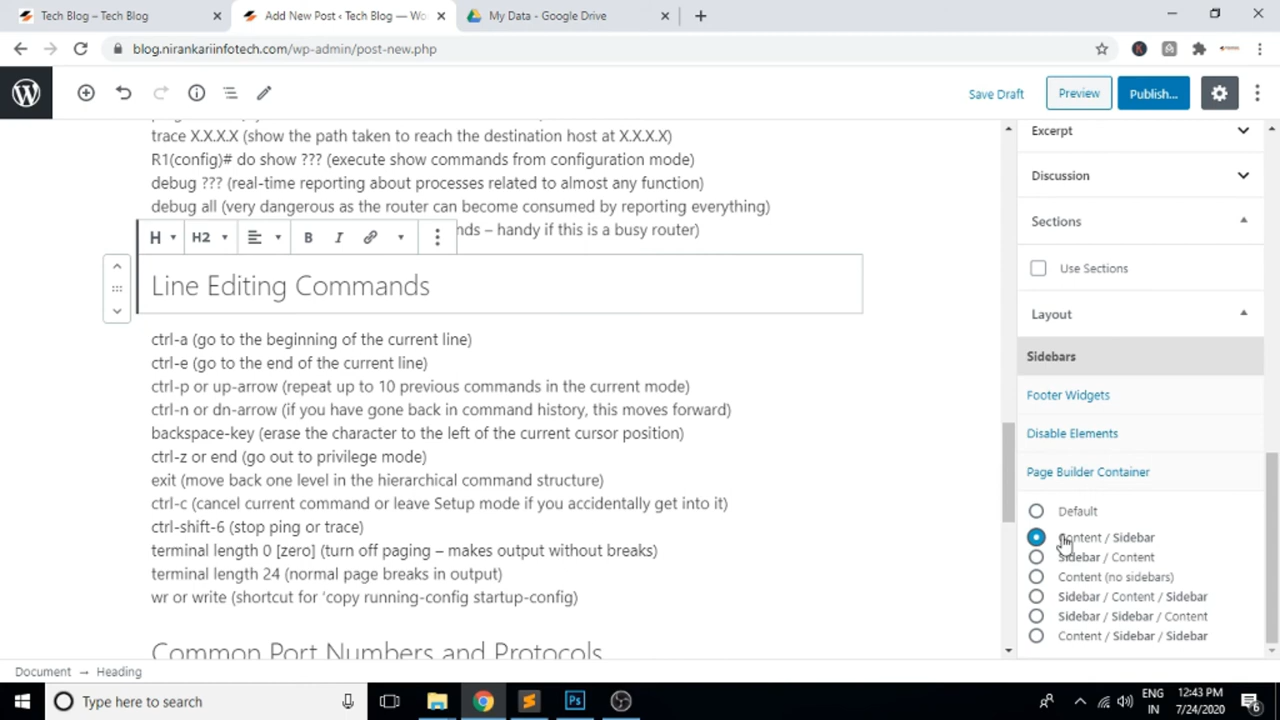 Tech Blog – Tech Blog
Add New Post ‹ Tech Blog — Wo
My Data - Google Drive
blog.nirankariinfotech.com/wp-admin/post-new.php
Save Draft
Preview
Publish...
trace X.X.X.X (show the path taken to reach the destination host at X.X.X.X)
R1(config)# do show ??? (execute show commands from configuration mode)
debug ??? (real-time reporting about processes related to almost any function)
debug all (very dangerous as the router can become consumed by reporting everything)
nds – handy if this is a busy router)
H H2 B I
Line Editing Commands
ctrl-a (go to the beginning of the current line)
ctrl-e (go to the end of the current line)
ctrl-p or up-arrow (repeat up to 10 previous commands in the current mode)
ctrl-n or dn-arrow (if you have gone back in command history, this moves forward)
backspace-key (erase the character to the left of the current cursor position)
ctrl-z or end (go out to privilege mode)
exit (move back one level in the hierarchical command structure)
ctrl-c (cancel current command or leave Setup mode if you accidentally get into it)
ctrl-shift-6 (stop ping or trace)
terminal length 0 [zero] (turn off paging – makes output without breaks)
terminal length 24 (normal page breaks in output)
wr or write (shortcut for 'copy running-config startup-config)
Common Port Numbers and Protocols
Excerpt
Discussion
Sections
Use Sections
Layout
Sidebars
Footer Widgets
Disable Elements
Page Builder Container
Default
Content / Sidebar
Sidebar / Content
Content (no sidebars)
Sidebar / Content / Sidebar
Sidebar / Sidebar / Content
Content / Sidebar / Sidebar
Document → Heading
Type here to search
ENG
IN
12:43 PM
7/24/2020
6